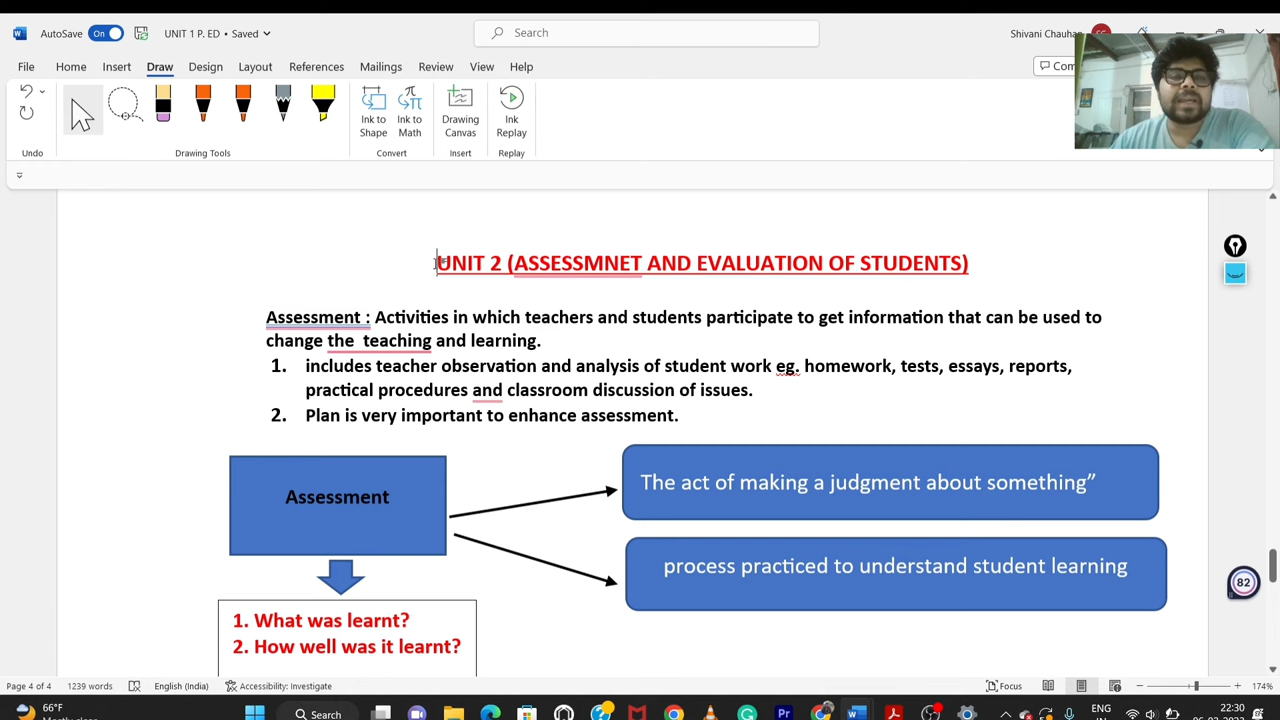 AutoSave On UNIT 1 P. ED • Saved Search Shivani Chauhan
File Home Insert Draw Design Layout References Mailings Review View Help
Undo
Drawing Tools
Ink to Shape
Ink to Math
Convert
Drawing Canvas
Insert
Ink Replay
Replay
UNIT 2 (ASSESSMNET AND EVALUATION OF STUDENTS)
Assessment : Activities in which teachers and students participate to get information that can be used to
change the teaching and learning.
1. includes teacher observation and analysis of student work eg. homework, tests, essays, reports,
practical procedures and classroom discussion of issues.
2. Plan is very important to enhance assessment.
Assessment
The act of making a judgment about something”
process practiced to understand student learning
1. What was learnt?
2. How well was it learnt?
82
Page 4 of 4 1239 words English (India) Accessibility: Investigate Focus 174%
66°F
Search
22:30